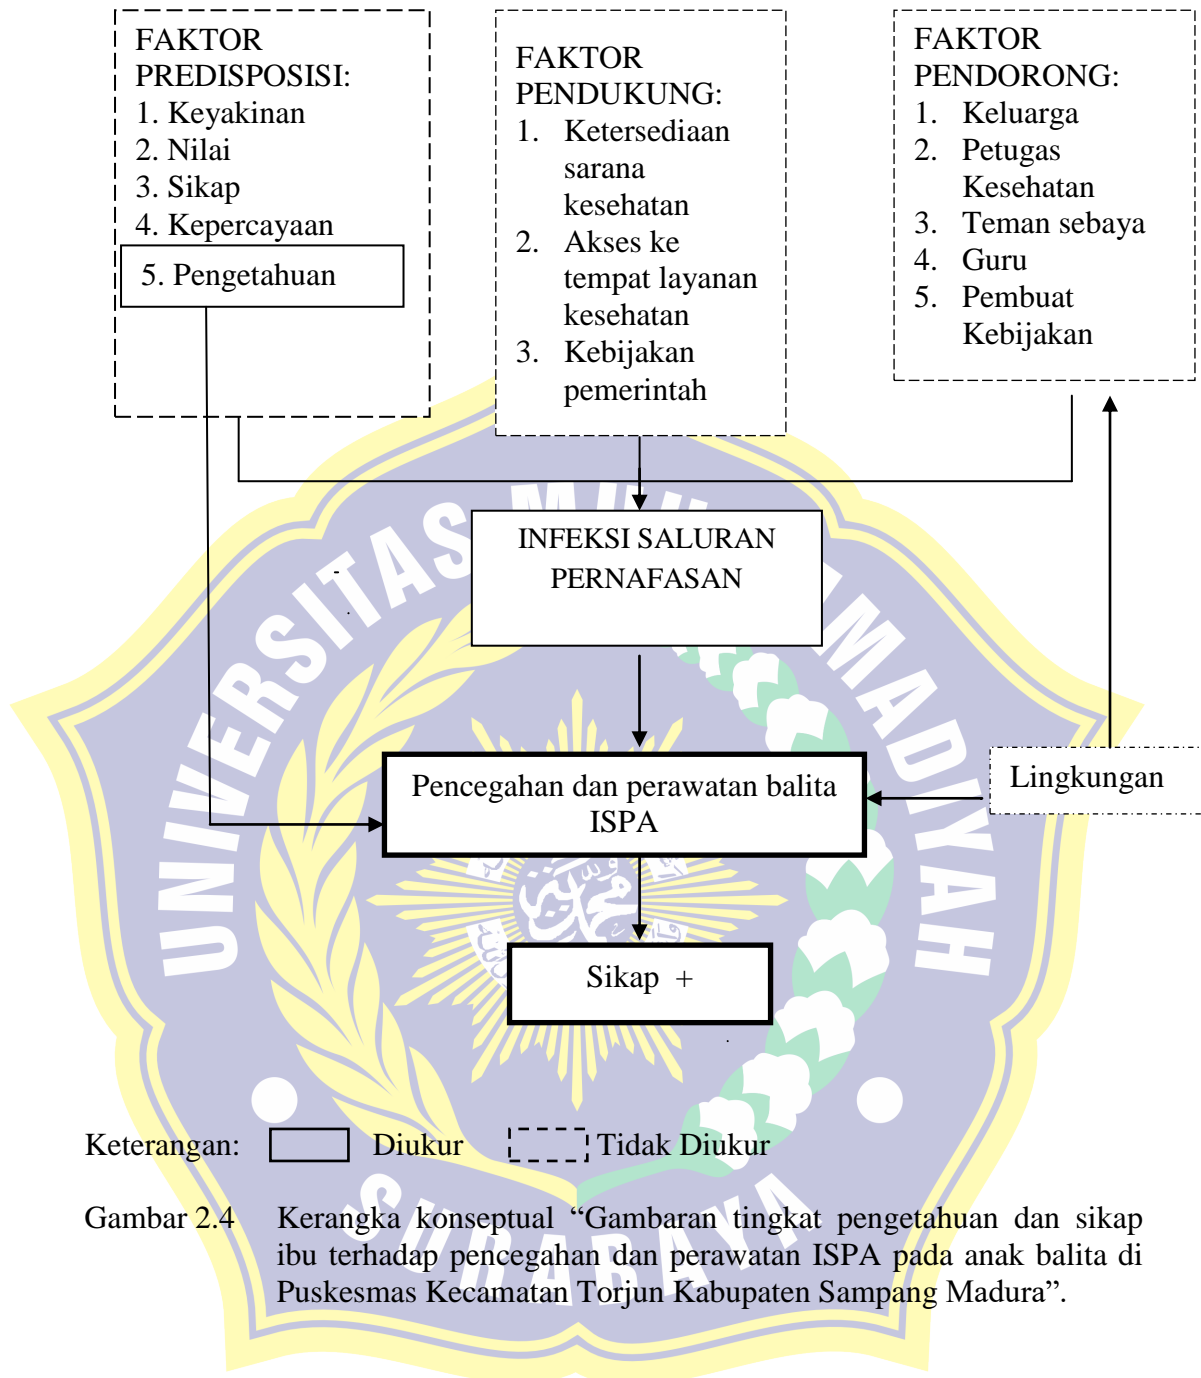 FAKTOR
PREDISPOSISI:
1. Keyakinan
2. Nilai
3. Sikap
4. Kepercayaan
5. Pengetahuan
FAKTOR
PENDUKUNG:
1. Ketersediaan
sarana
kesehatan
2. Akses ke
tempat layanan
kesehatan
3. Kebijakan
pemerintah
FAKTOR
PENDORONG:
1. Keluarga
2. Petugas
Kesehatan
3. Teman sebaya
4. Guru
5. Pembuat
Kebijakan
INFEKSI SALURAN
PERNAFASAN
Pencegahan dan perawatan balita
ISPA
Lingkungan
Sikap +
Keterangan: Diukur Tidak Diukur
Gambar 2.4 Kerangka konseptual “Gambaran tingkat pengetahuan dan sikap
ibu terhadap pencegahan dan perawatan ISPA pada anak balita di
Puskesmas Kecamatan Torjun Kabupaten Sampang Madura”.
UNIVERSITAS MUHAMMADIYAH
SURABAYA